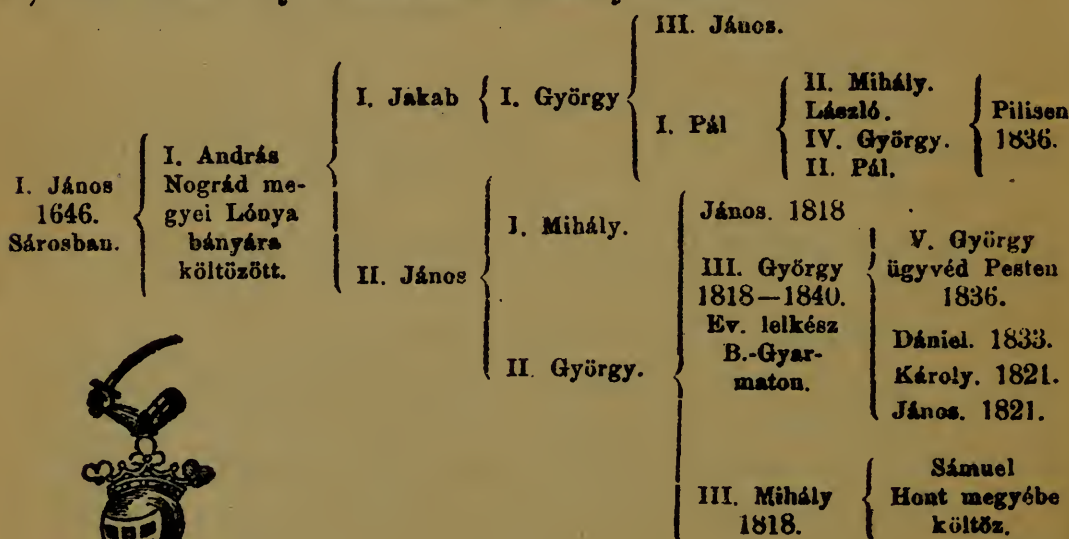 III. János.
I. Jakab
I. György
I. Pál
II. Mihály.
László.
IV. György.
II. Pál.
Pilisen
1836.
I. János
1646.
Sárosban.
I. András
Nográd me-
gyei Lónya
bányára
költözött.
II. János
I. Mihály.
II. György.
János. 1818
III. György
1818—1840.
Ev. lelkész
B.-Gyar-
maton.
V. György
ügyvéd Pesten
1836.
Dániel. 1833.
Károly. 1821.
János. 1821.
III. Mihály
1818.
Sámuel
Hont megyébe
költöz.